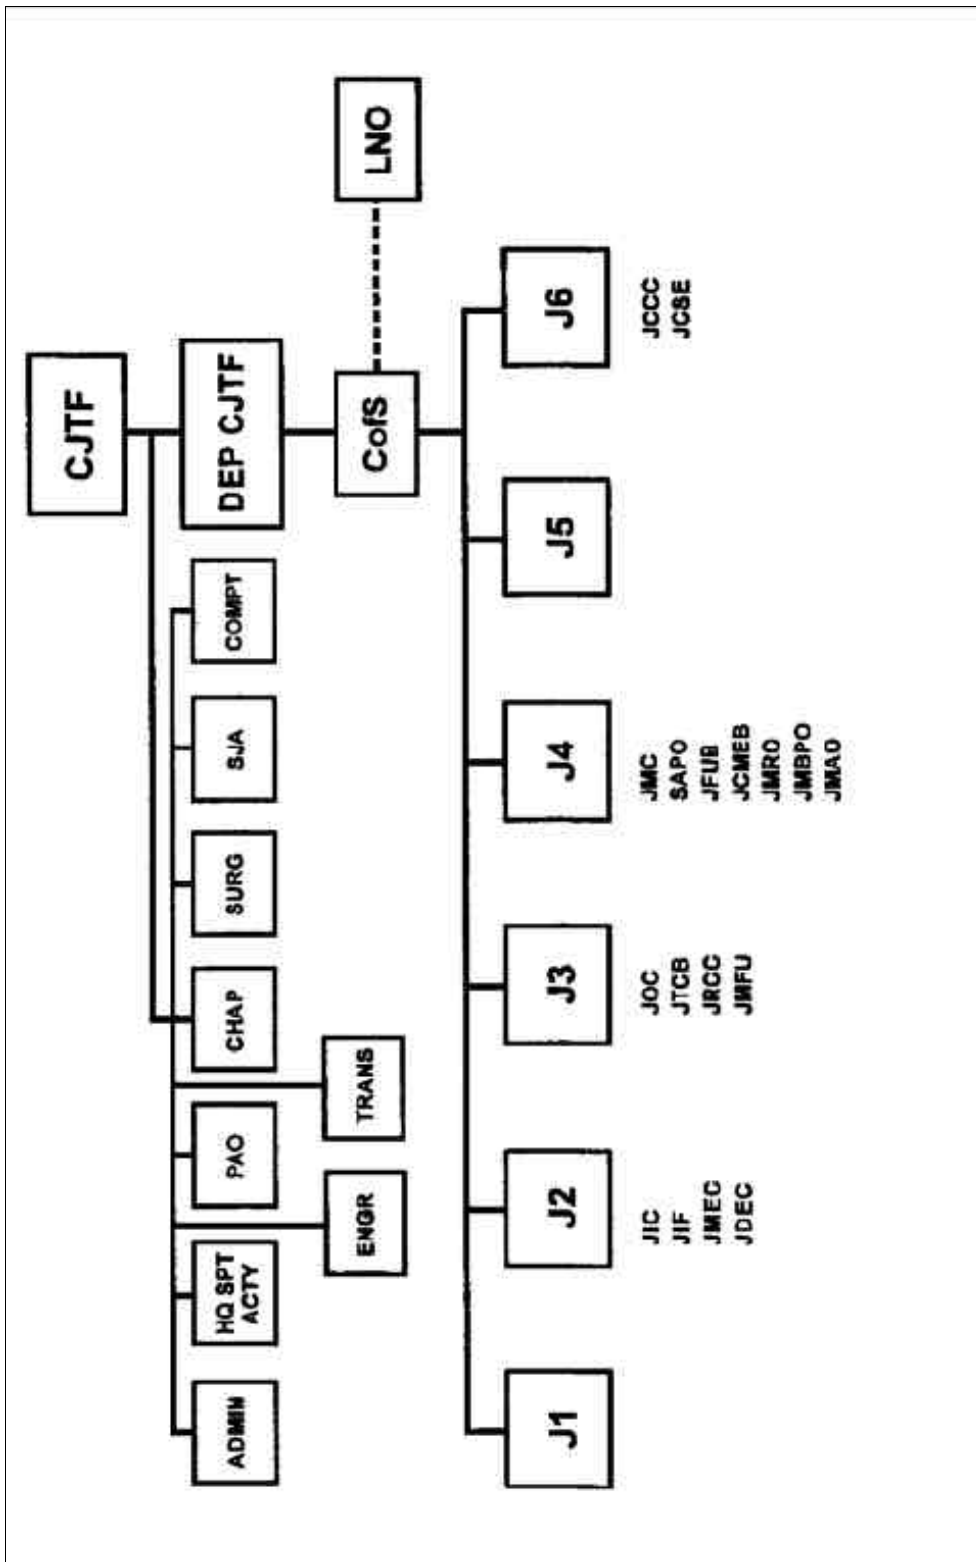 CJTF
DEP CJTF
CofS
LNO
ADMIN
HQ SPT
ACTY
PAO
CHAP
SURG
SJA
COMPT
ENGR
TRANS
J1
J2
J3
J4
J5
J6
JIC
JIF
JMEC
JDEC
JOC
JTCB
JRCC
JMFU
JMC
SAPO
JFUB
JCMEB
JMRO
JMBPO
JMAO
JCCC
JCSE